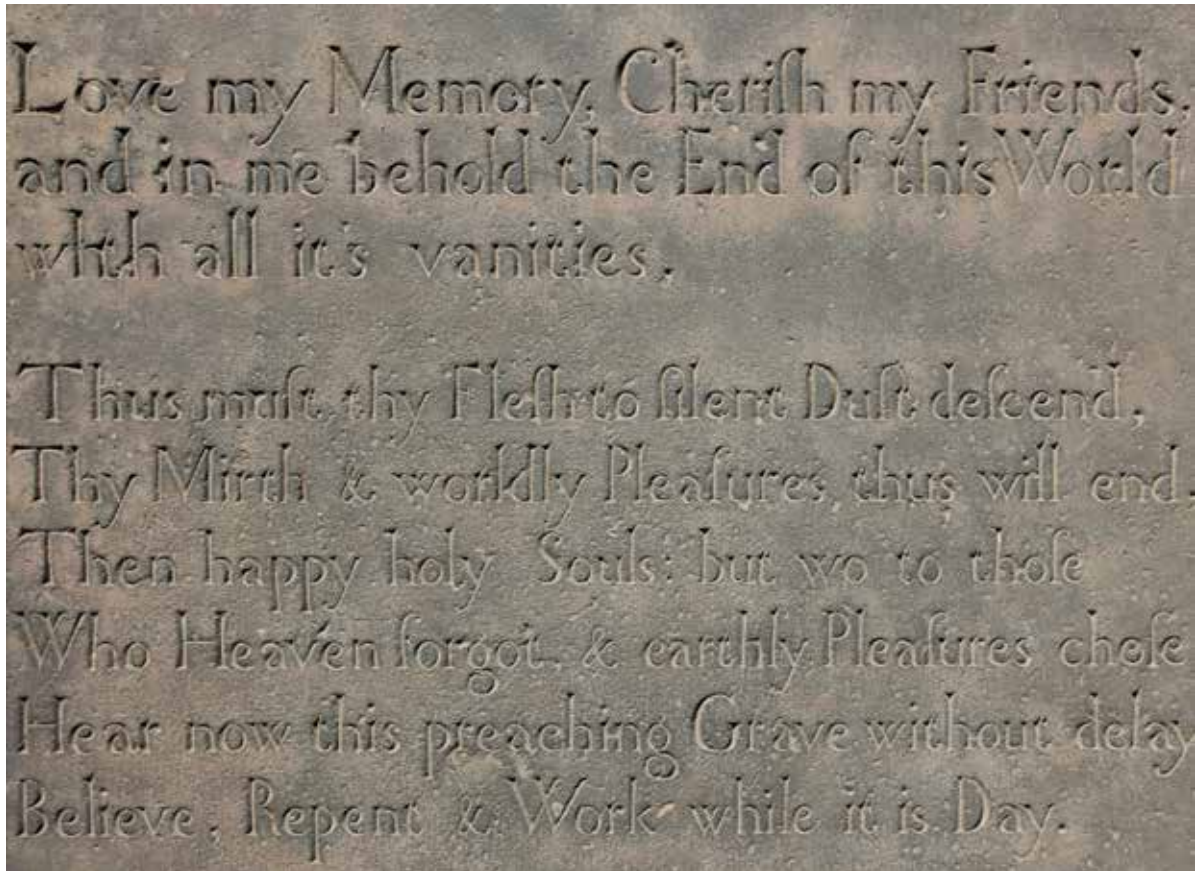 Love my Memory, Cheriſh my Friends,
and in me behold the End of this World
whth all it's vanities.
Thus muſt thy Fleſh to ſilent Duſt deſcend,
Thy Mirth & worldly Pleaſures thus will end.
Then happy holy Souls: but wo to thoſe
Who Heaven forgot, & earthly Pleaſures choſe
Hear now this preaching Grave without delay
Believe, Repent & Work while it is Day.